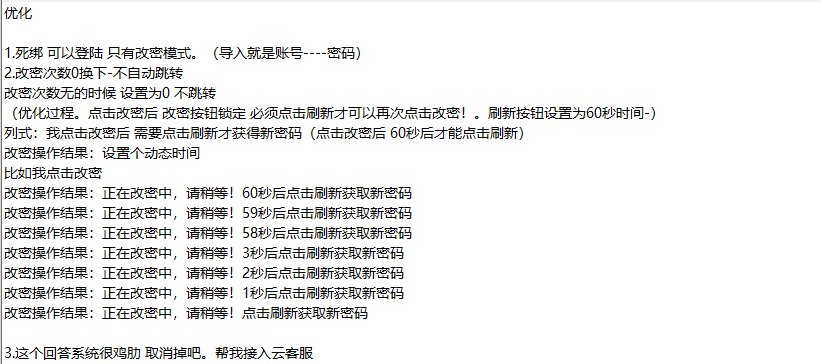 优化
1.死绑 可以登陆 只有改密模式。（导入就是账号----密码）
2.改密次数0换下-不自动跳转
改密次数无的时候 设置为0 不跳转
（优化过程。点击改密后 改密按钮锁定 必须点击刷新才可以再次点击改密！。刷新按钮设置为60秒时间-）
列式：我点击改密后 需要点击刷新才获得新密码（点击改密后 60秒后才能点击刷新）
改密操作结果：设置个动态时间
比如我点击改密
改密操作结果：正在改密中，请稍等！60秒后点击刷新获取新密码
改密操作结果：正在改密中，请稍等！59秒后点击刷新获取新密码
改密操作结果：正在改密中，请稍等！58秒后点击刷新获取新密码
改密操作结果：正在改密中，请稍等！3秒后点击刷新获取新密码
改密操作结果：正在改密中，请稍等！2秒后点击刷新获取新密码
改密操作结果：正在改密中，请稍等！1秒后点击刷新获取新密码
改密操作结果：正在改密中，请稍等！点击刷新获取新密码
3.这个回答系统很鸡肋 取消掉吧。帮我接入云客服